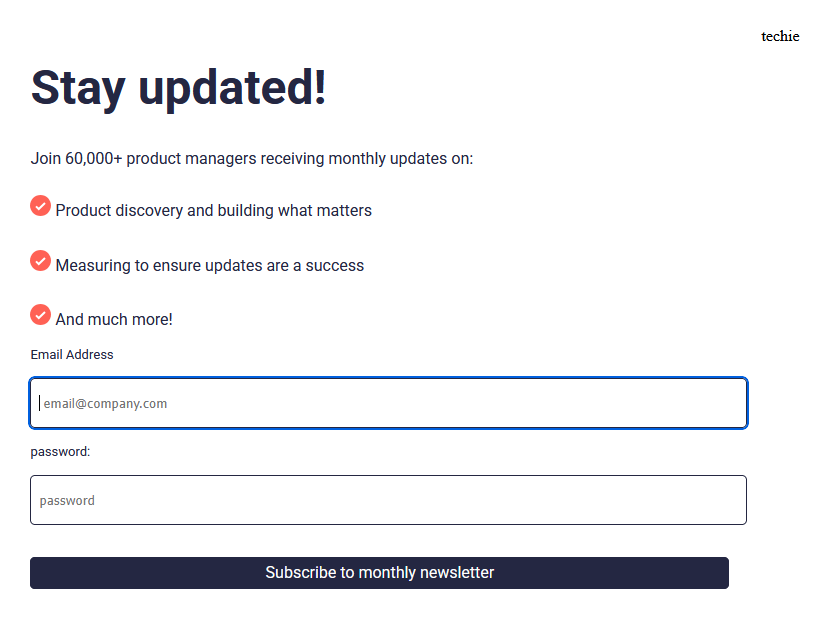 techie
Stay updated!
Join 60,000+ product managers receiving monthly updates on:
Product discovery and building what matters
Measuring to ensure updates are a success
And much more!
Email Address
email@company.com
password:
password
Subscribe to monthly newsletter